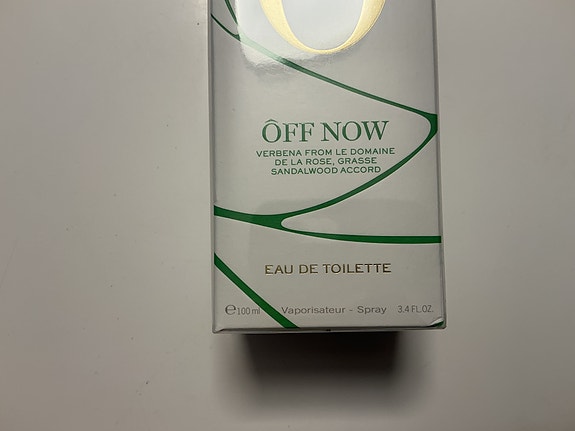 Ô
ÔFF NOW
VERBENA FROM LE DOMAINE
DE LA ROSE, GRASSE
SANDALWOOD ACCORD
EAU DE TOILETTE
℮100 ml Vaporisateur - Spray 3.4 FL.OZ.